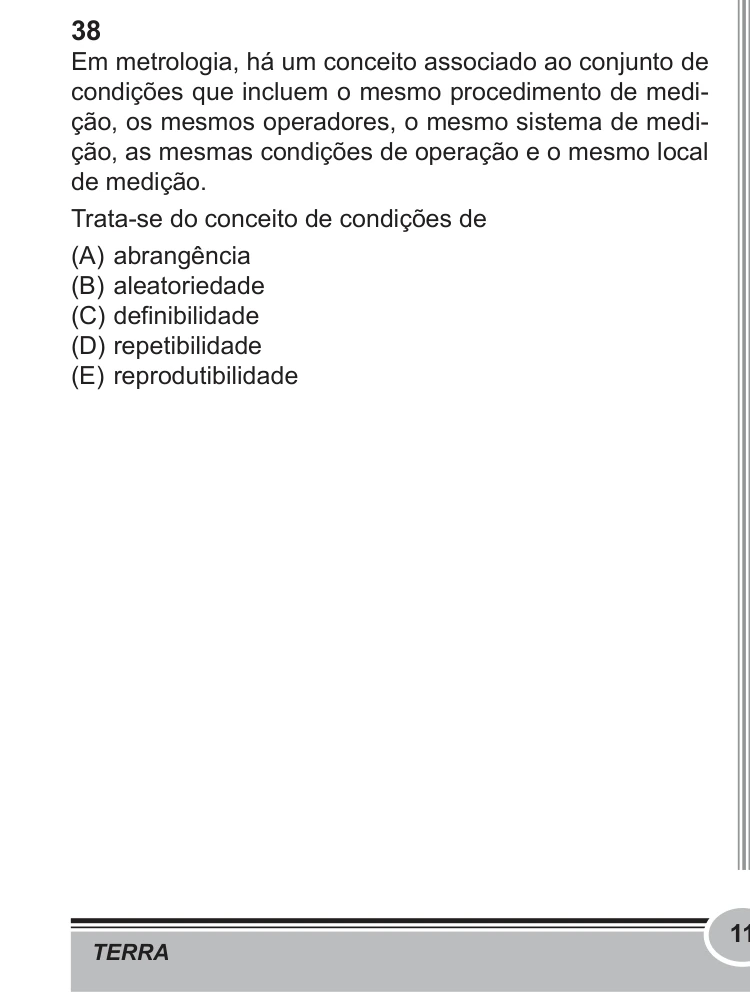 38
Em metrologia, há um conceito associado ao conjunto de
condições que incluem o mesmo procedimento de medi-
ção, os mesmos operadores, o mesmo sistema de medi-
ção, as mesmas condições de operação e o mesmo local
de medição.
Trata-se do conceito de condições de
(A) abrangência
(B) aleatoriedade
(C) definibilidade
(D) repetibilidade
(E) reprodutibilidade
TERRA
11